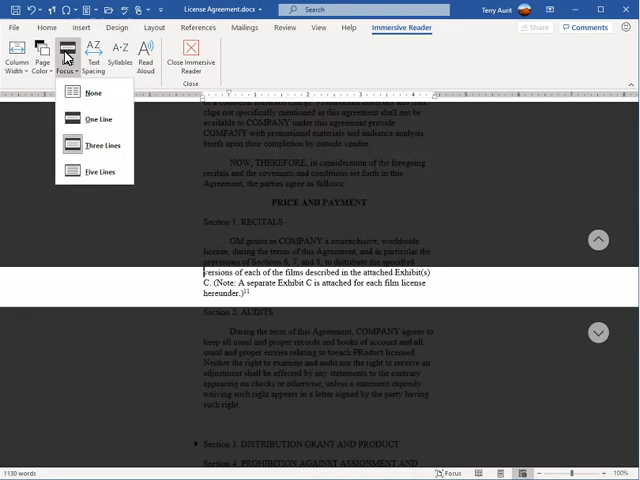 License Agreement.docx
Search
Terry Aurit
File
Home
Insert
Design
Layout
References
Mailings
Review
View
Help
Immersive Reader
Share
Comments
Column Width
Page Color
Line Focus
Text Spacing
Syllables
Read Aloud
Close Immersive Reader
Close
None
One Line
Three Lines
Five Lines
clips not specifically mentioned in this agreement shall not be
available to COMPANY under this agreement provide
COMPANY with promotional materials and audience analysis
briefs upon their completion by outside vendor.
NOW, THEREFORE, in consideration of the foregoing
recitals and the covenants and conditions set forth in this
Agreement, the parties agree as follows:
PRICE AND PAYMENT
Section 1. RECITALS
OM grants to COMPANY a nonexclusive, worldwide
license, during the terms of this Agreement, and in particular the
provisions of Sections 6, 7, and 8, to distribute the specified
versions of each of the films described in the attached Exhibit(s)
C. (Note: A separate Exhibit C is attached for each film license
hereunder.)11
Section 2. AUDITS
During the term of this Agreement, COMPANY agrees to
keep all usual and proper records and books of account and all
usual and proper entries relating to toeach PRoduct licensed.
Neither the right to examine and audit nor the right to receive an
adjustment shall be affected by any statements to the contrary
appearing on checks or otherwise, unless a statement expressly
waiving such right appears in a letter signed by the party having
such right.
Section 3. DISTRIBUTION GRANT AND PRODUCT
Section 4. PROHIBITION AGAINST ASSIGNMENT AND
1130 words
Focus
100%